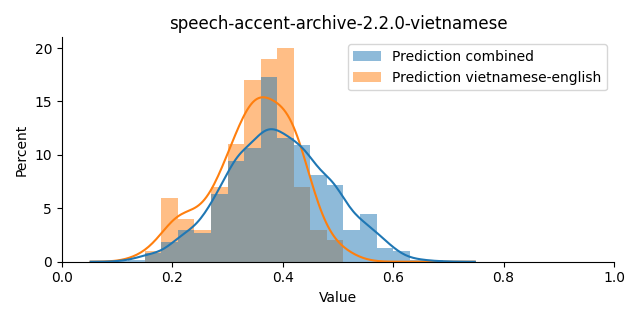 speech-accent-archive-2.2.0-vietnamese
Prediction combined
Prediction vietnamese-english
Percent
20
15
10
5
0
0.0 0.2 0.4 0.6 0.8 1.0
Value